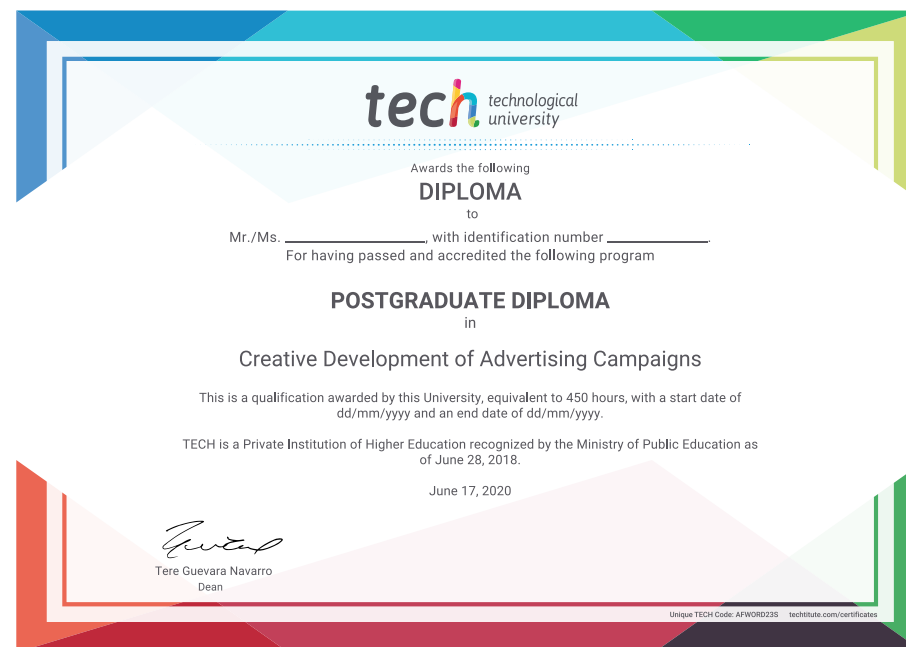 tech technological
university
Awards the following
DIPLOMA
to
Mr./Ms. ____________, with identification number ____________.
For having passed and accredited the following program
POSTGRADUATE DIPLOMA
in
Creative Development of Advertising Campaigns
This is a qualification awarded by this University, equivalent to 450 hours, with a start date of
dd/mm/yyyy and an end date of dd/mm/yyyy.
TECH is a Private Institution of Higher Education recognized by the Ministry of Public Education as
of June 28, 2018.
June 17, 2020
Tere Guevara Navarro
Dean
Unique TECH Code: AFWORD23S techtitute.com/certificates